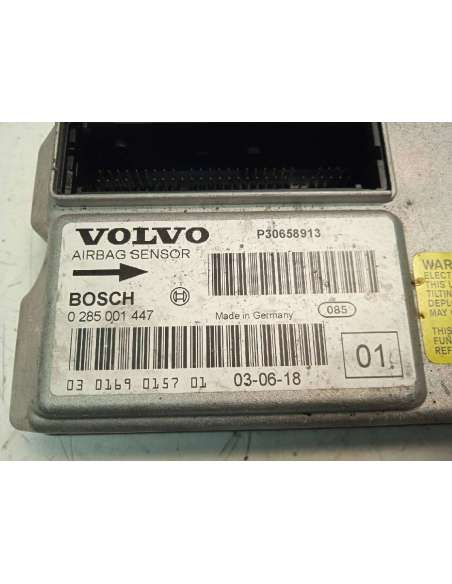 VOLVO
P30658913
AIRBAG SENSOR
BOSCH
0 285 001 447
Made in Germany
085
03 0169 0157 01
03-06-18
01
WAR
ELECT
THIS U
TILTIN
DEPLO
MAY C
THIS
FUN
REF